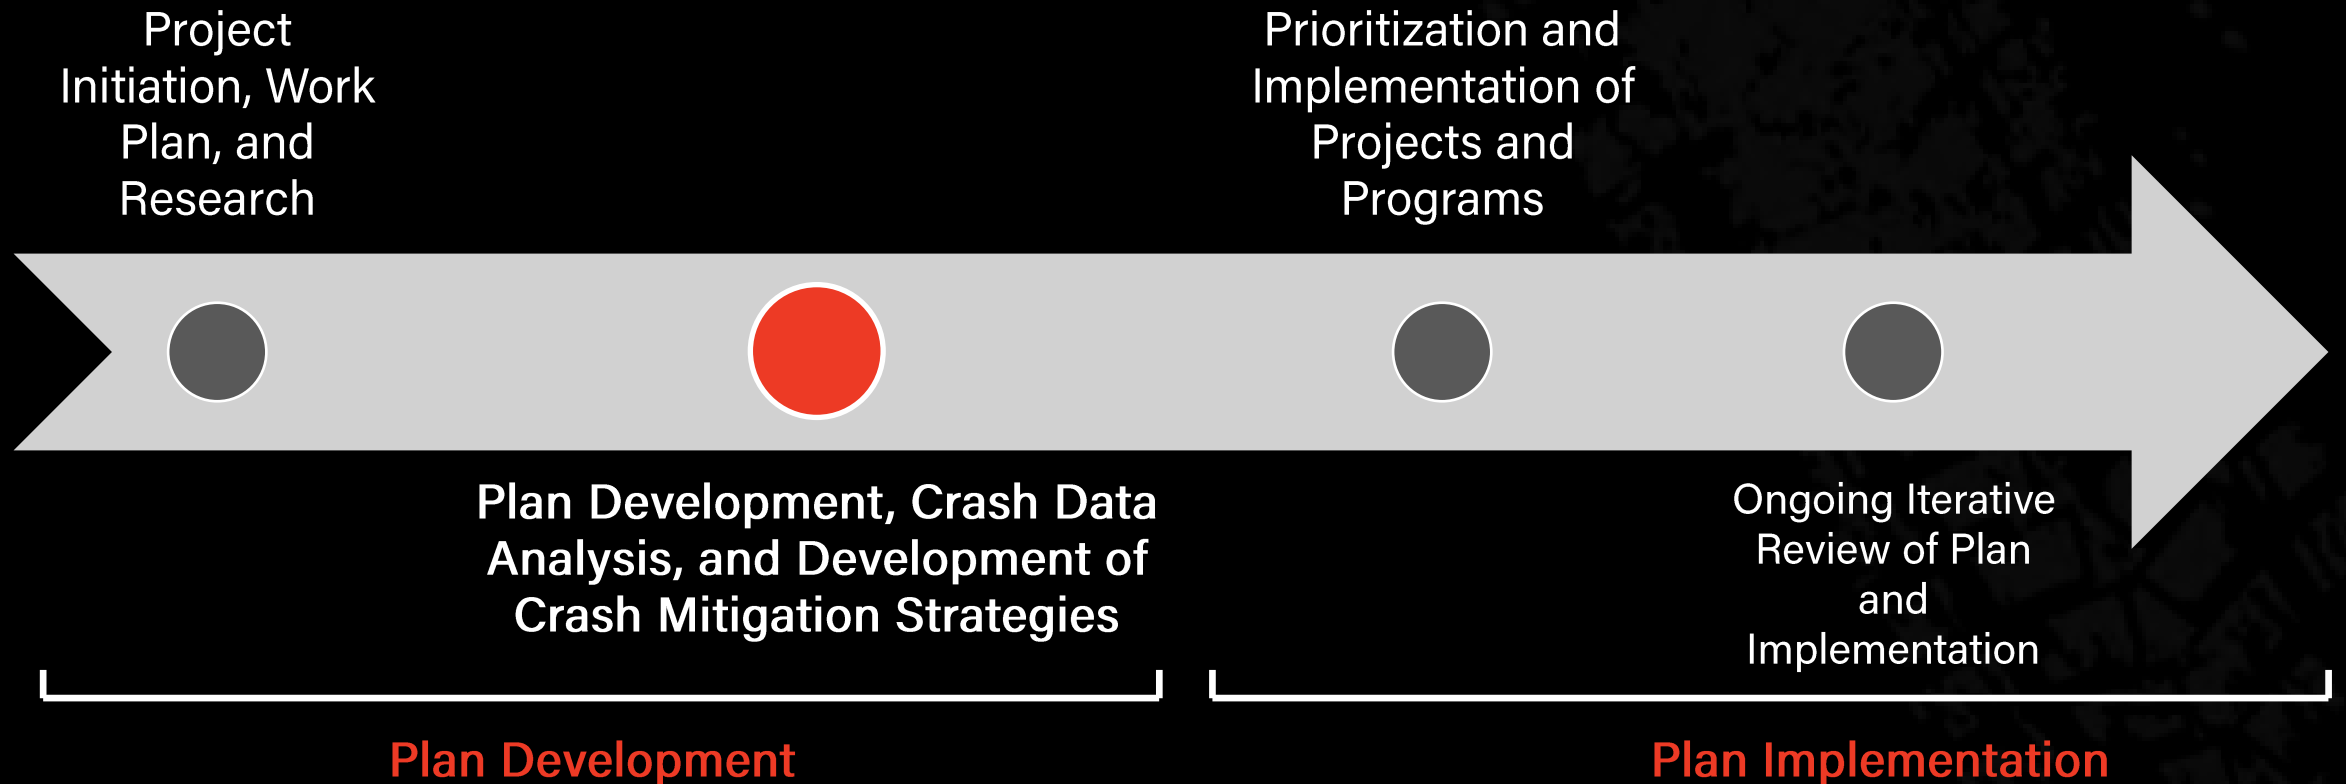 Project
Initiation, Work
Plan, and
Research
Prioritization and
Implementation of
Projects and
Programs
Plan Development, Crash Data
Analysis, and Development of
Crash Mitigation Strategies
Ongoing Iterative
Review of Plan
and
Implementation
Plan Development
Plan Implementation